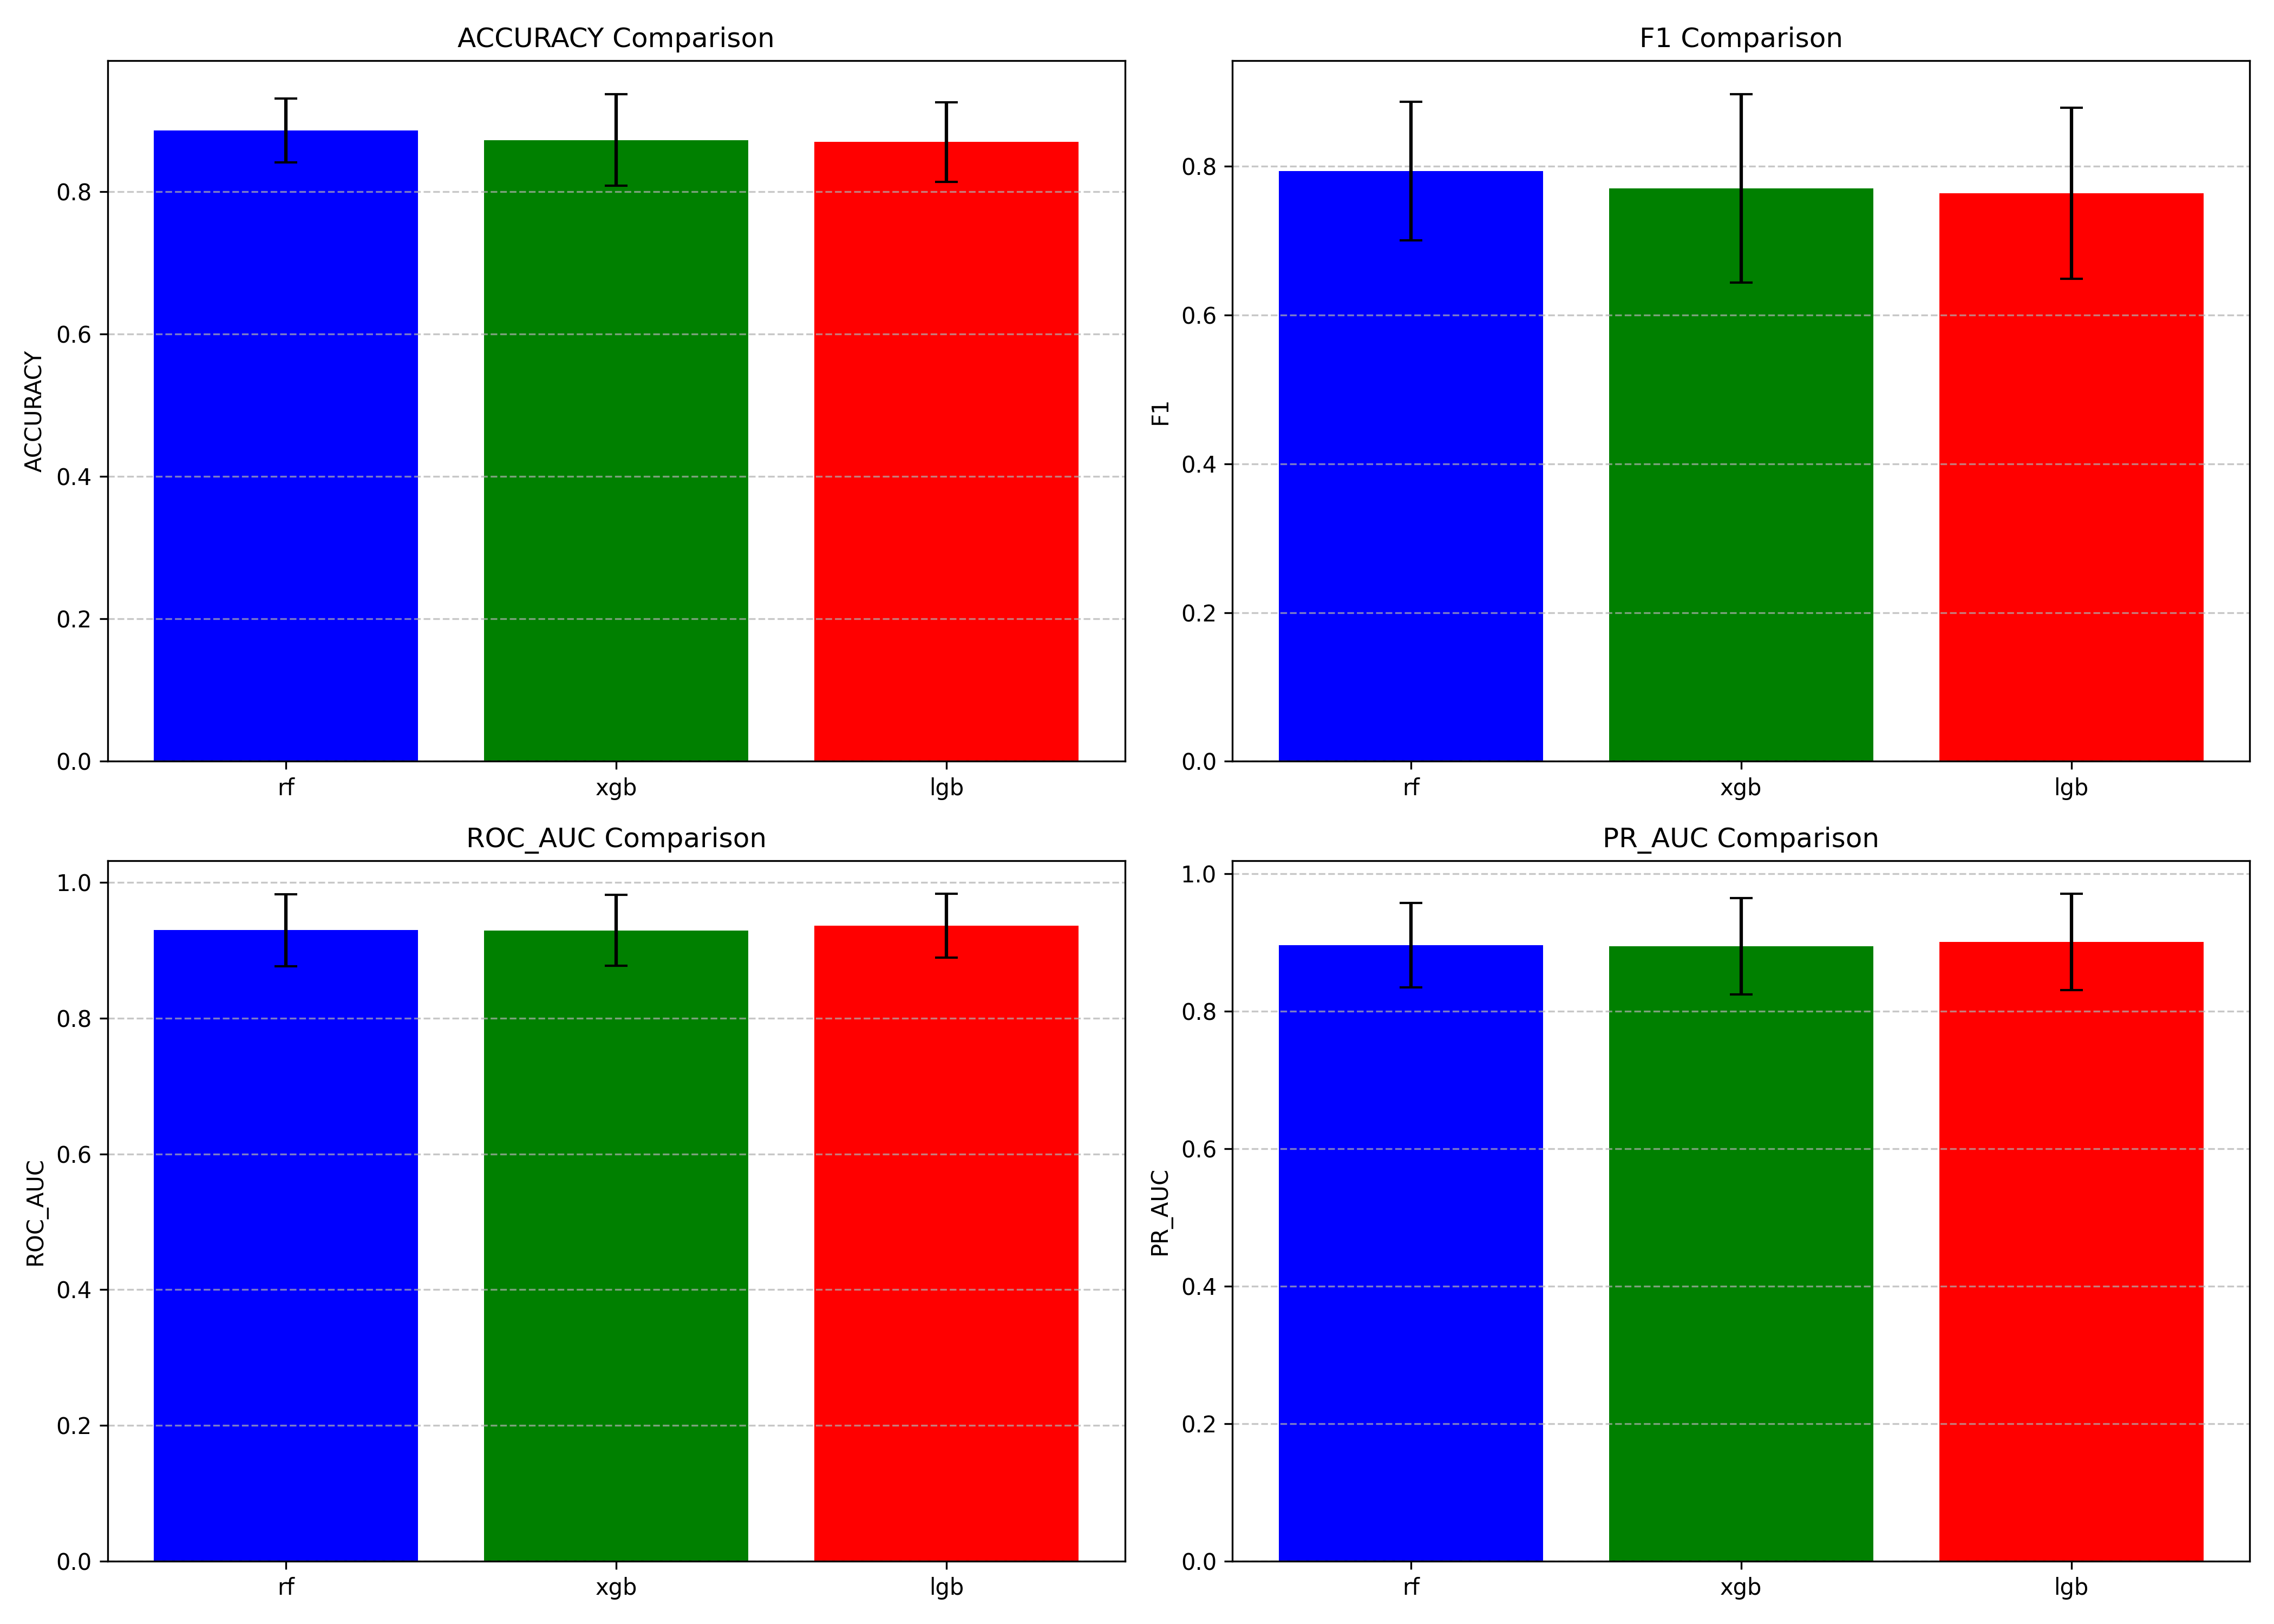 ACCURACY Comparison
ACCURACY
0.8
0.6
0.4
0.2
0.0
rf xgb lgb
F1 Comparison
F1
0.8
0.6
0.4
0.2
0.0
rf xgb lgb
ROC_AUC Comparison
ROC_AUC
1.0
0.8
0.6
0.4
0.2
0.0
rf xgb lgb
PR_AUC Comparison
PR_AUC
1.0
0.8
0.6
0.4
0.2
0.0
rf xgb lgb